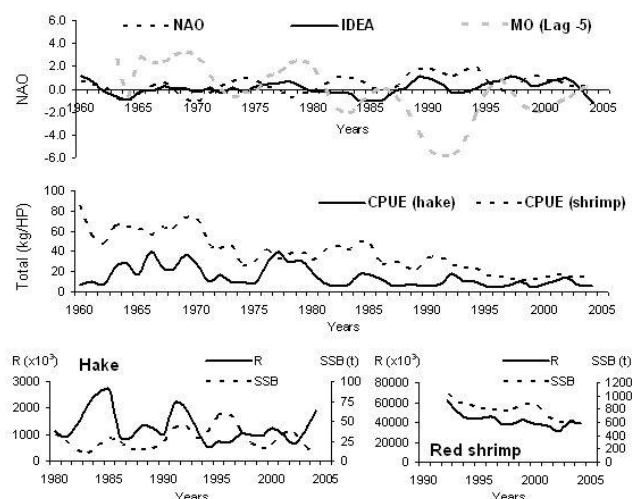 NAO IDEA MO (Lag -5)
6.0
4.0
2.0
0.0
-2.0
-4.0
-6.0
NAO
1960 1965 1970 1975 1980 1985 1990 1995 2000 2005
Years
CPUE (hake) CPUE (shrimp)
100
80
60
40
20
0
Total (kg/HP)
1960 1965 1970 1975 1980 1985 1990 1995 2000 2005
Years
R (x10³) Hake R SSB SSB (t)
3000
2000
1000
0
100
75
50
25
0
1980 1985 1990 1995 2000 2005
Years
R (x10³) R SSB SSB (t)
80000
60000
40000
20000
0
1200
1000
800
600
400
200
0
Red shrimp
1985 1990 1995 2000 2005
Years